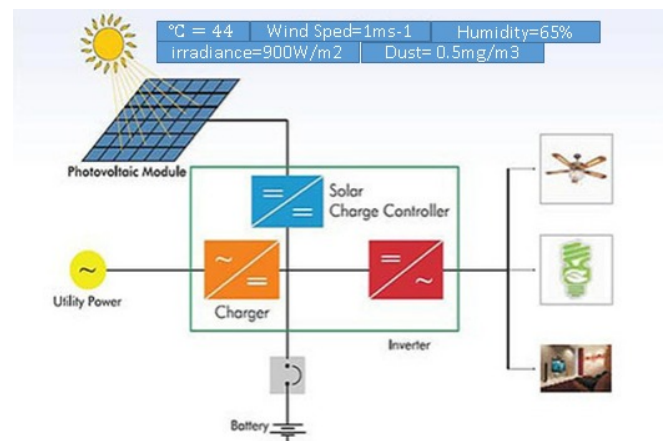 °C = 44 Wind Sped=1ms-1 Humidity=65%
irradiance=900W/m2 Dust= 0.5mg/m3
Photovoltaic Module
Solar
Charge Controller
Utility Power
Charger
Inverter
Battery